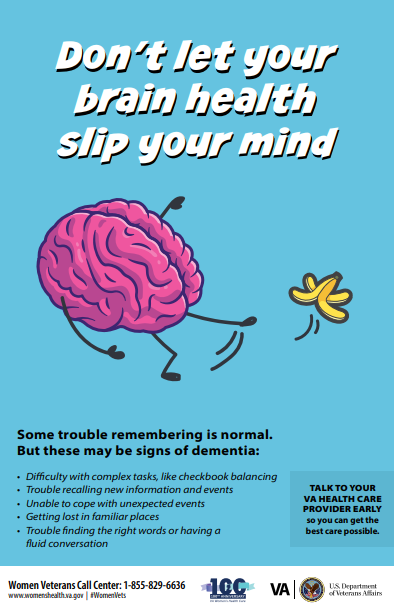 Don't let your
brain health
slip your mind
Some trouble remembering is normal.
But these may be signs of dementia:
• Difficulty with complex tasks, like checkbook balancing
• Trouble recalling new information and events
• Unable to cope with unexpected events
• Getting lost in familiar places
• Trouble finding the right words or having a
fluid conversation
TALK TO YOUR
VA HEALTH CARE
PROVIDER EARLY
so you can get the
best care possible.
Women Veterans Call Center: 1-855-829-6636
www.womenshealth.va.gov | #WomenVets
100
VA
U.S. Department
of Veterans Affairs